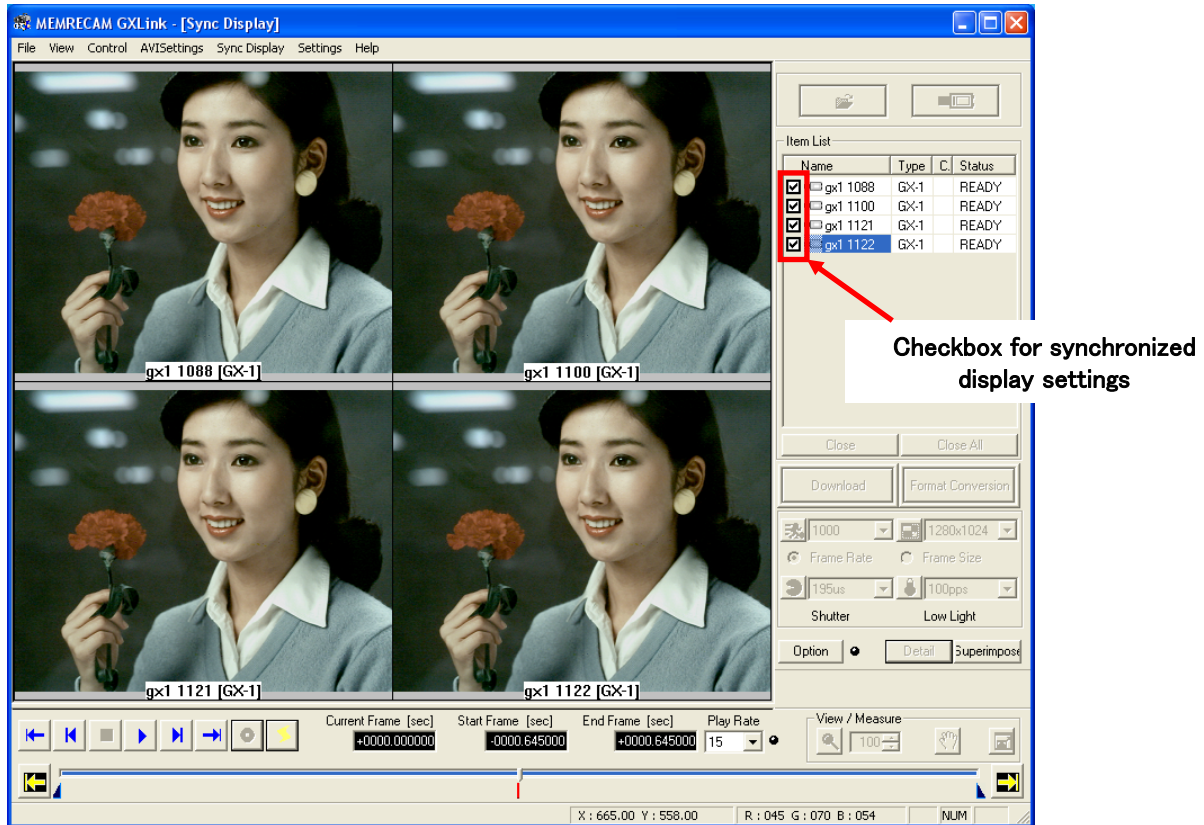 MEMRECAM GXLink - [Sync Display]
File View Control AVISettings Sync Display Settings Help
gx1 1088 [GX-1]
gx1 1100 [GX-1]
gx1 1121 [GX-1]
gx1 1122 [GX-1]
Item List
Name Type C. Status
gx1 1088 GX-1 READY
gx1 1100 GX-1 READY
gx1 1121 GX-1 READY
gx1 1122 GX-1 READY
Checkbox for synchronized
display settings
Close Close All
Download Format Conversion
1000 1280x1024
Frame Rate Frame Size
195us 100pps
Shutter Low Light
Option Detail Superimpose
Current Frame [sec] Start Frame [sec] End Frame [sec] Play Rate
+0000.000000 -0000.645000 +0000.645000 15
View / Measure
100
X : 665.00 Y : 558.00 R : 045 G : 070 B : 054 NUM